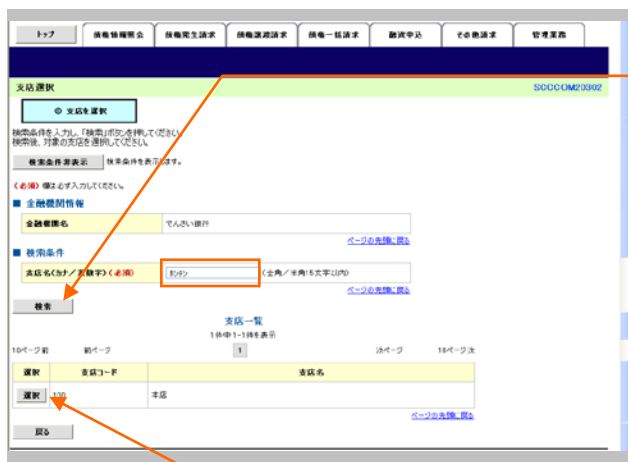 トップ 債権情報照会 債権発生請求 債権譲渡請求 債権一括請求 融資申込 その他請求 管理業務
支店選択 SCCCOM20302
① 支店を選択
検索条件を入力し、「検索」ボタンを押してください。
検索後、対象の支店を選択してください。
検索条件非表示 検索条件を表示します。
(必須)欄は必ず入力してください。
■ 金融機関情報
金融機関名 でんさい銀行
ページの先頭に戻る
■ 検索条件
支店名(カナ/英数字)(必須) ホンテン (全角/半角15文字以内)
ページの先頭に戻る
検索
支店一覧
1件中1-1件を表示
10ページ前 前ページ 1 次ページ 10ページ次
選択 支店コード 支店名
選択 100 本店
ページの先頭に戻る
戻る